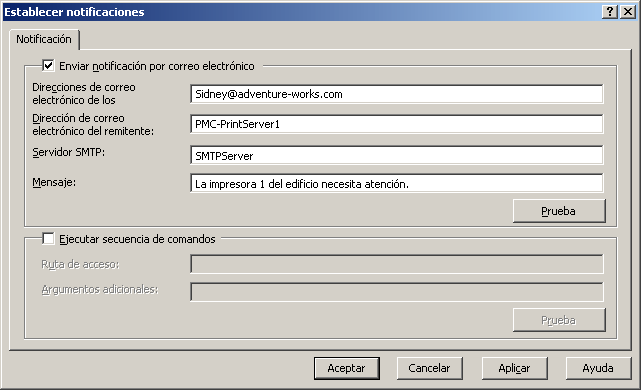 Establecer notificaciones
Notificación
Enviar notificación por correo electrónico
Direcciones de correo
electrónico de los
Sidney@adventure-works.com
Dirección de correo
electrónico del remitente:
PMC-PrintServer1
Servidor SMTP:
SMTPServer
Mensaje:
La impresora 1 del edificio necesita atención.
Prueba
Ejecutar secuencia de comandos
Ruta de acceso:
Argumentos adicionales:
Prueba
Aceptar
Cancelar
Aplicar
Ayuda